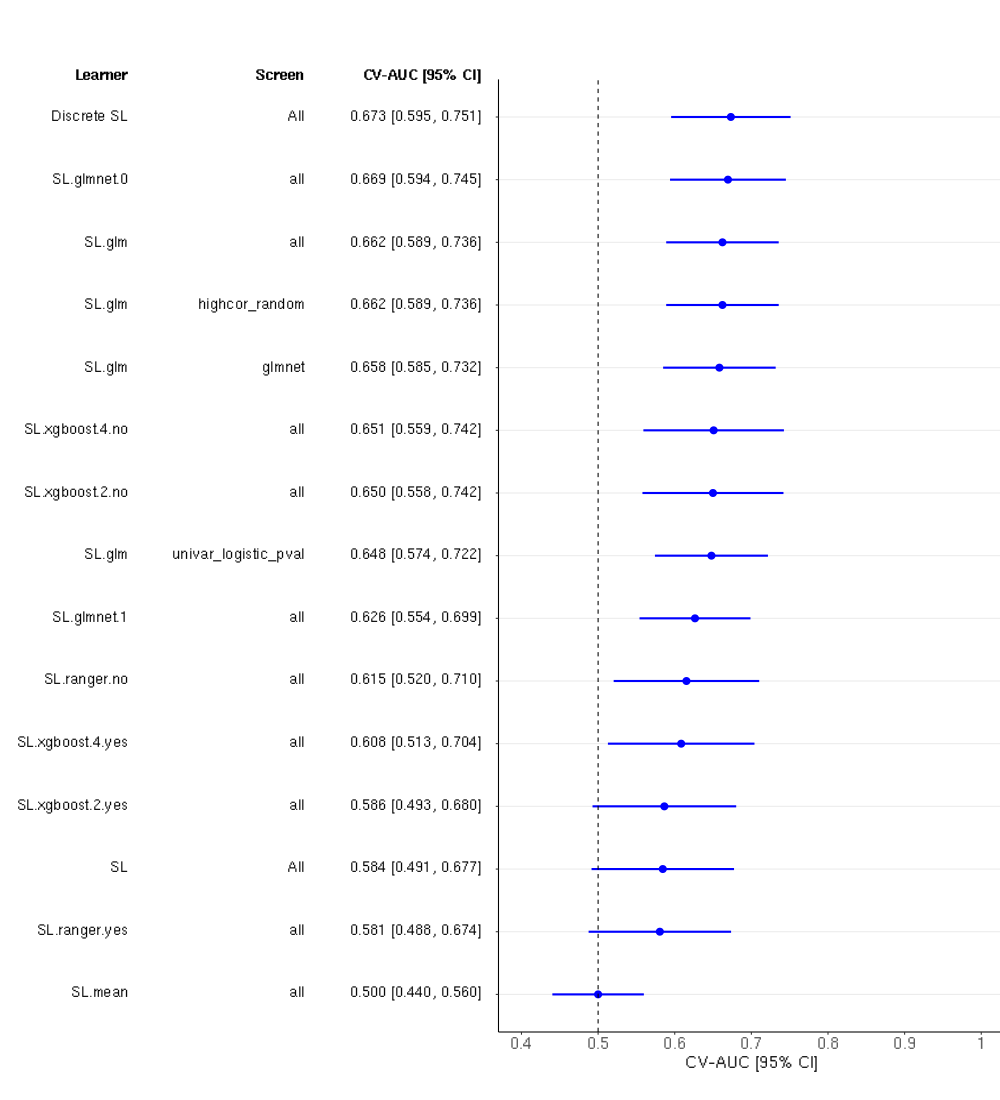 Learner Screen CV-AUC [95% CI]
Discrete SL All 0.673 [0.595, 0.751]
SL.glmnet.0 all 0.669 [0.594, 0.745]
SL.glm all 0.662 [0.589, 0.736]
SL.glm highcor_random 0.662 [0.589, 0.736]
SL.glm glmnet 0.658 [0.585, 0.732]
SL.xgboost.4.no all 0.651 [0.559, 0.742]
SL.xgboost.2.no all 0.650 [0.558, 0.742]
SL.glm univar_logistic_pval 0.648 [0.574, 0.722]
SL.glmnet.1 all 0.626 [0.554, 0.699]
SL.ranger.no all 0.615 [0.520, 0.710]
SL.xgboost.4.yes all 0.608 [0.513, 0.704]
SL.xgboost.2.yes all 0.586 [0.493, 0.680]
SL All 0.584 [0.491, 0.677]
SL.ranger.yes all 0.581 [0.488, 0.674]
SL.mean all 0.500 [0.440, 0.560]
0.4 0.5 0.6 0.7 0.8 0.9 1
CV-AUC [95% CI]